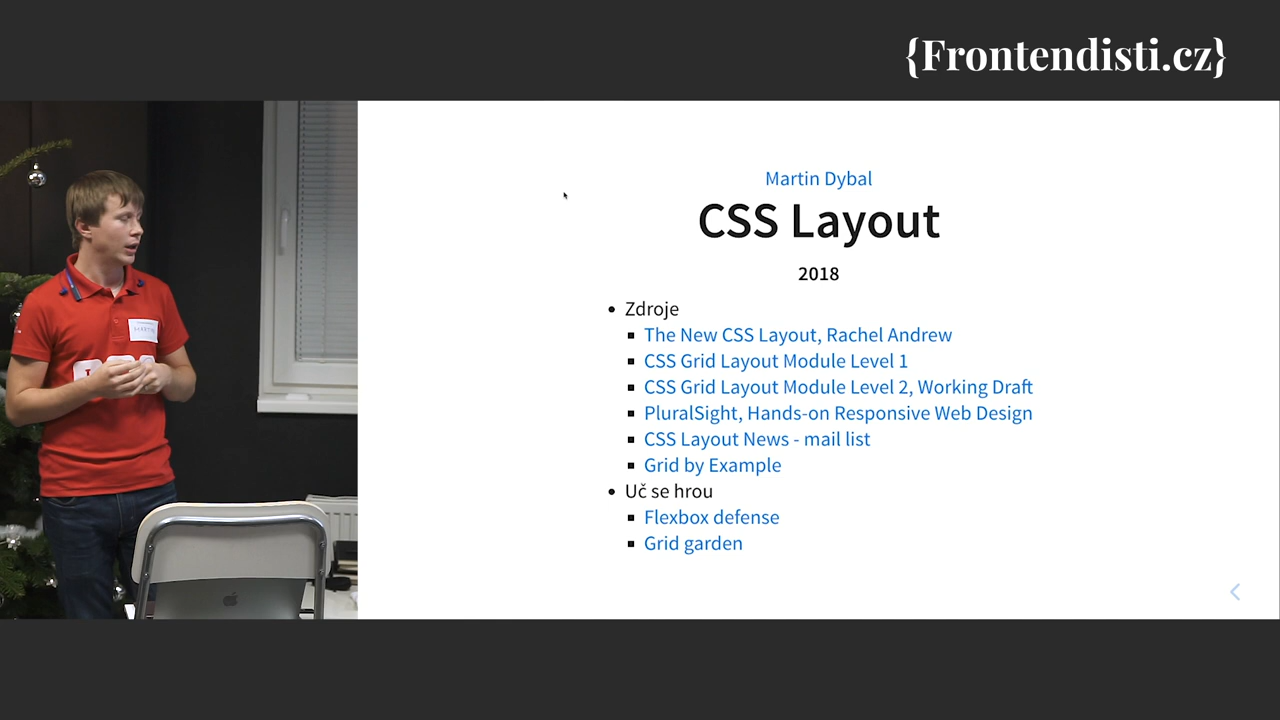 {Frontendisti.cz}
Martin Dybal
CSS Layout
2018
Zdroje
The New CSS Layout, Rachel Andrew
CSS Grid Layout Module Level 1
CSS Grid Layout Module Level 2, Working Draft
PluralSight, Hands-on Responsive Web Design
CSS Layout News - mail list
Grid by Example
Uč se hrou
Flexbox defense
Grid garden